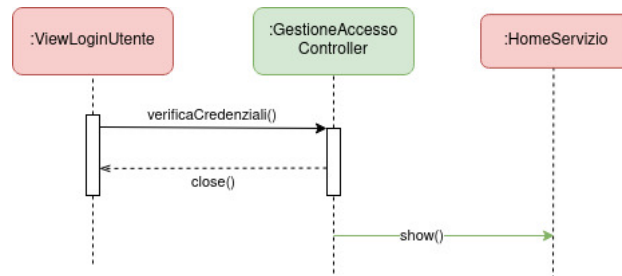 :ViewLoginUtente
:GestioneAccesso
Controller
:HomeServizio
verificaCredenziali()
close()
show()